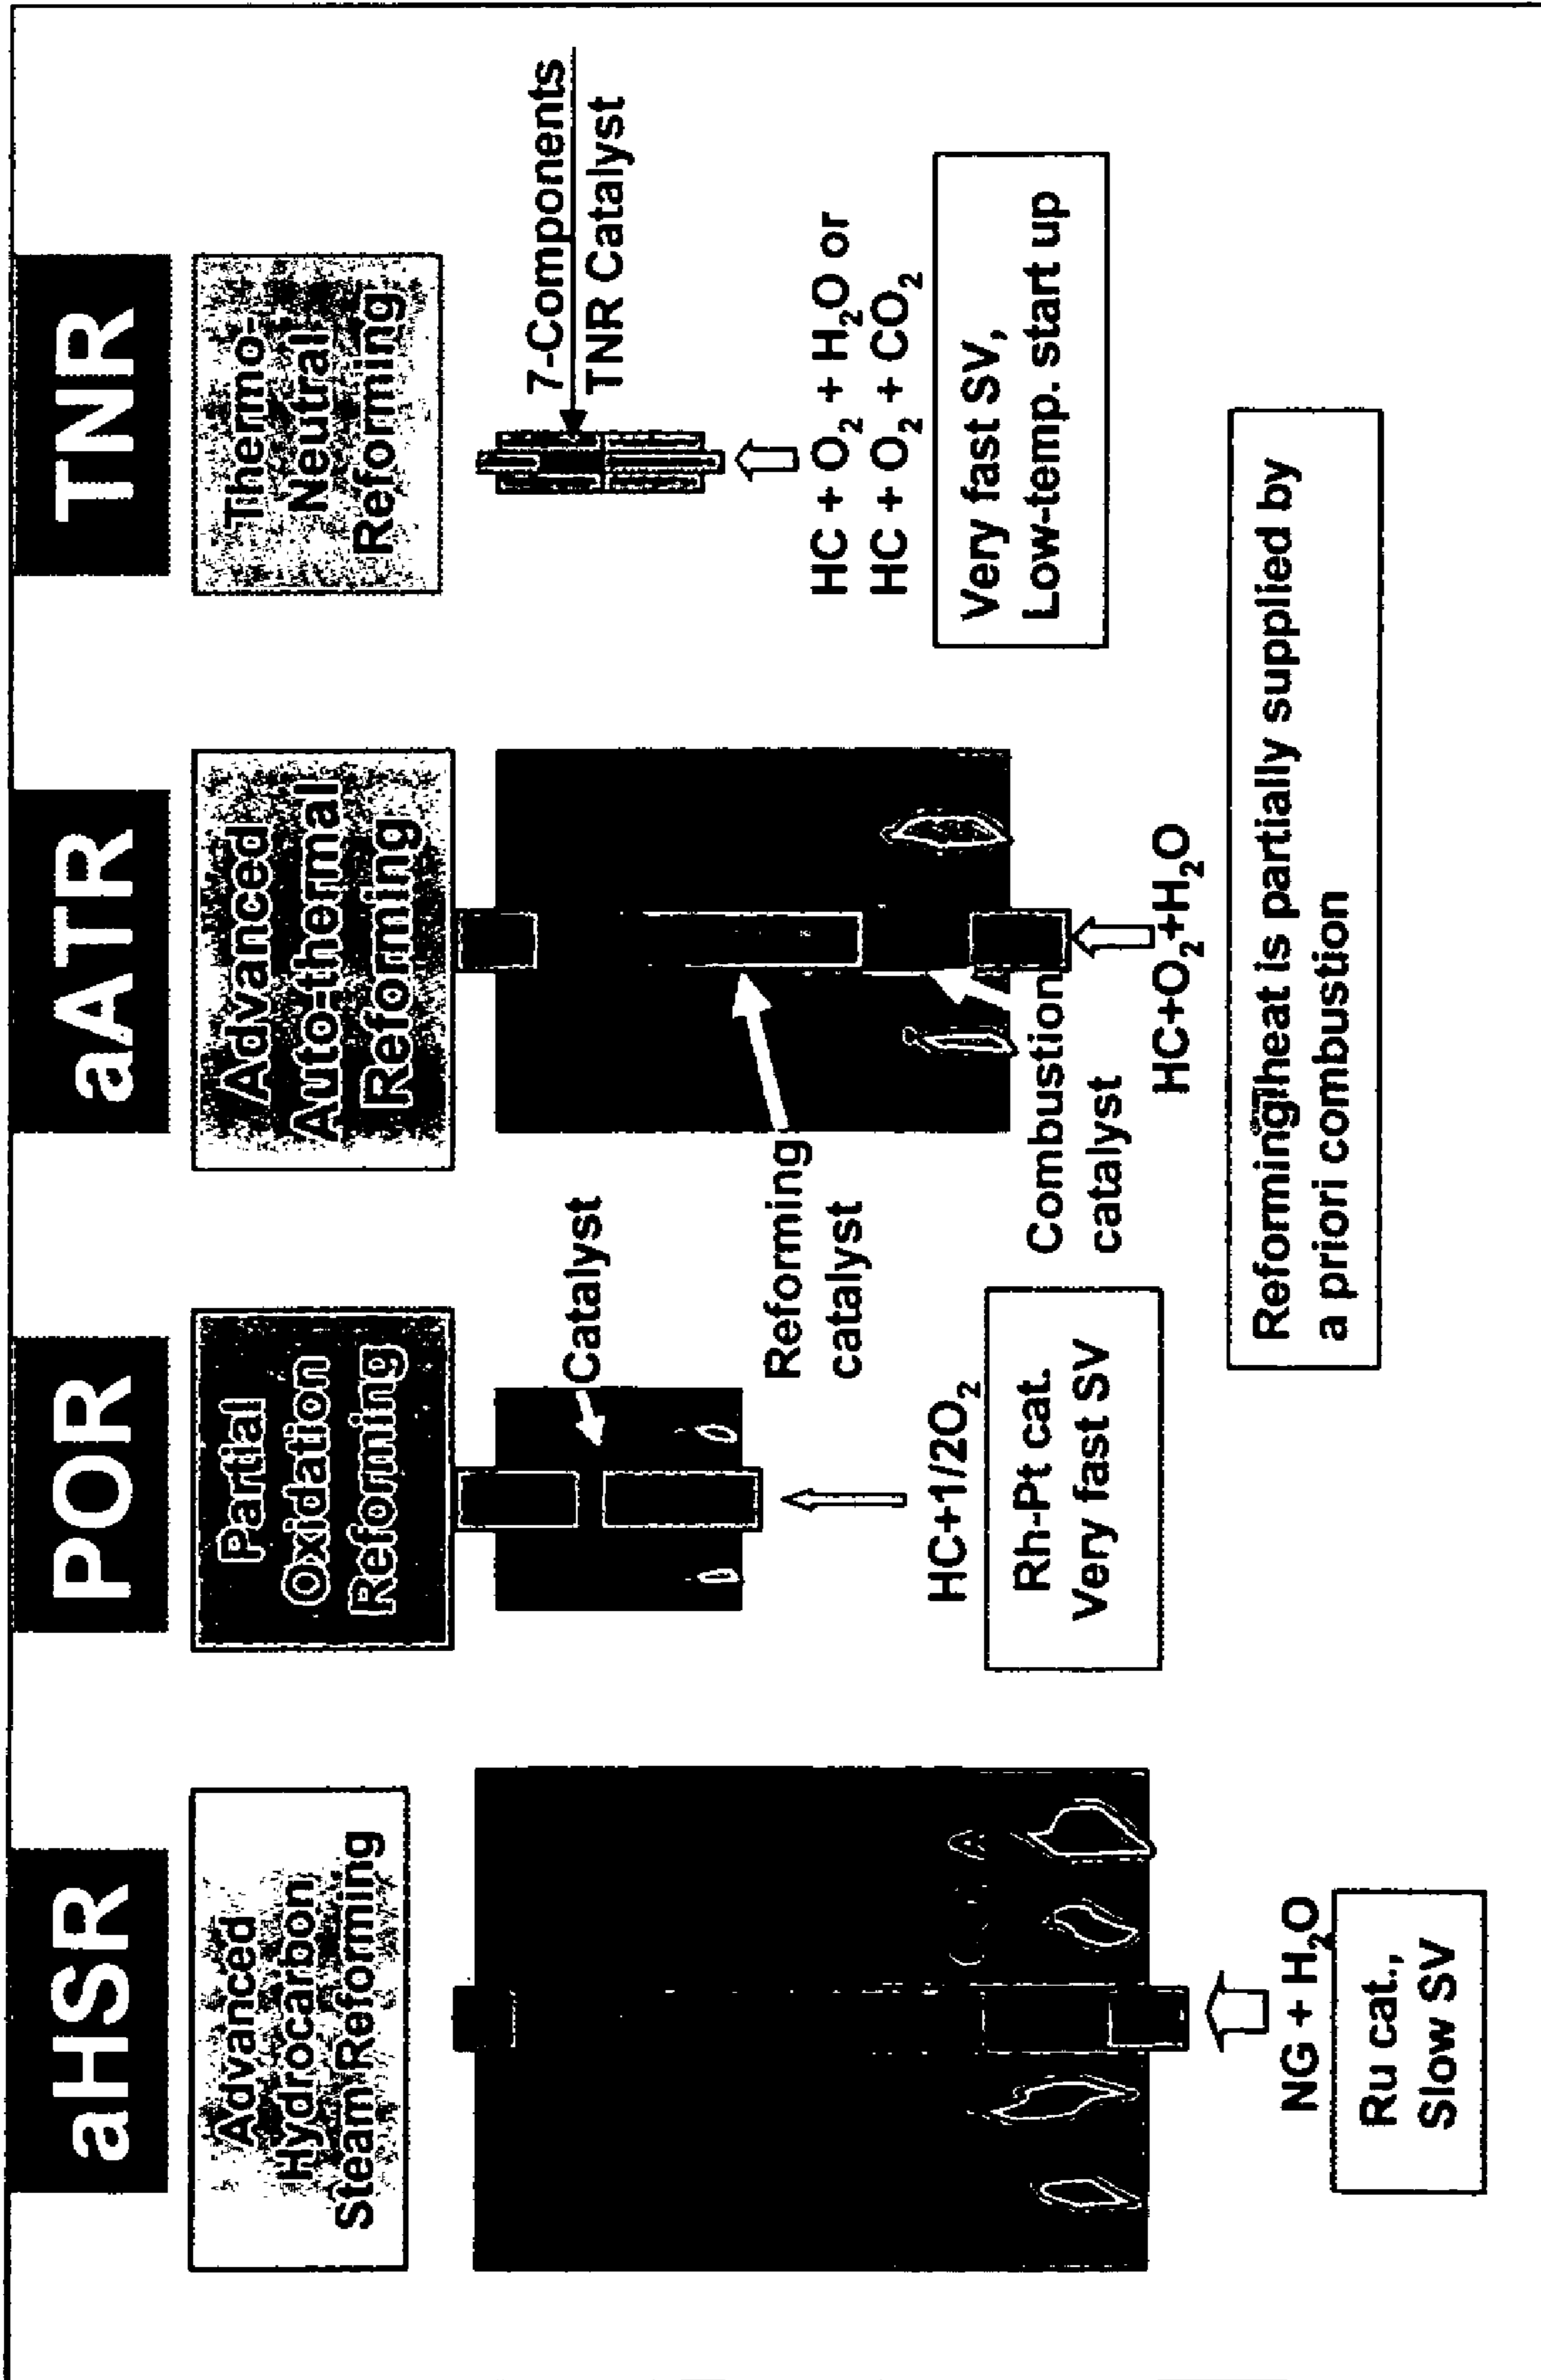 aHSR
Advanced
Hydrocarbon
Steam Reforming
NG + H₂O
Ru cat.,
Slow SV
POR
Partial
Oxidation
Reforming
Catalyst
HC+1/2O₂
Rh-Pt cat.
Very fast SV
aATR
Advanced
Auto-thermal
Reforming
Reforming
catalyst
Combustion
catalyst
HC+O₂+H₂O
Reforming heat is partially supplied by
a priori combustion
TNR
Thermo-
Neutral
Reforming
7-Components
TNR Catalyst
HC + O₂ + H₂O or
HC + O₂ + CO₂
Very fast SV,
Low-temp. start up